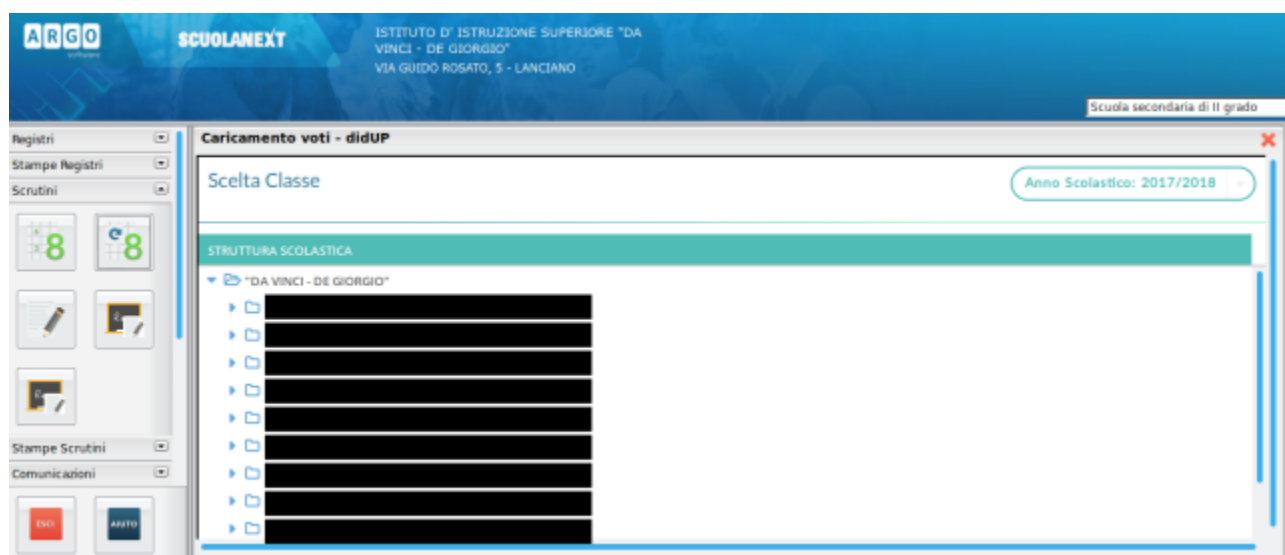 ARGO
software
SCUOLANEXT
ISTITUTO D' ISTRUZIONE SUPERIORE "DA
VINCI - DE GIORGIO"
VIA GUIDO ROSATO, 5 - LANCIANO
Scuola secondaria di II grado
Registri
Stampe Registri
Scrutini
8
8
Stampe Scrutini
Comunicazioni
ESCI
AIUTO
Caricamento voti - didUP
Scelta Classe
Anno Scolastico: 2017/2018
STRUTTURA SCOLASTICA
"DA VINCI - DE GIORGIO"